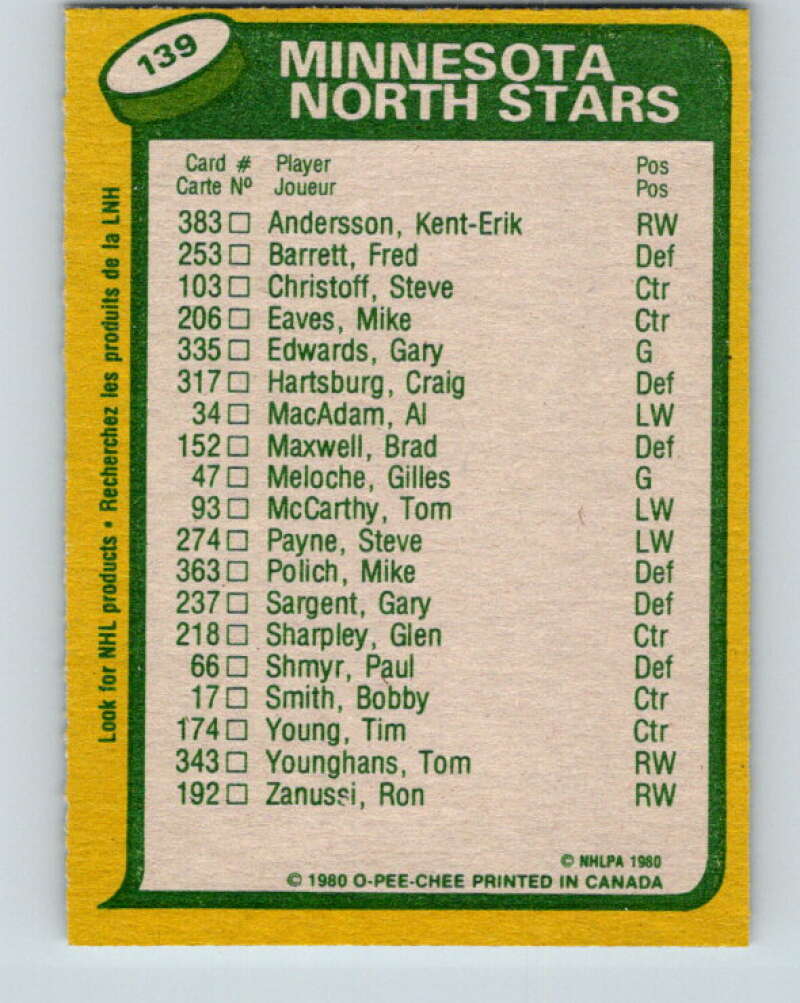 139
MINNESOTA
NORTH STARS
Card # Player Pos
Carte Nº Joueur Pos
383 □ Andersson, Kent-Erik RW
253 □ Barrett, Fred Def
103 □ Christoff, Steve Ctr
206 □ Eaves, Mike Ctr
335 □ Edwards, Gary G
317 □ Hartsburg, Craig Def
34 □ MacAdam, Al LW
152 □ Maxwell, Brad Def
47 □ Meloche, Gilles G
93 □ McCarthy, Tom LW
274 □ Payne, Steve LW
363 □ Polich, Mike Def
237 □ Sargent, Gary Def
218 □ Sharpley, Glen Ctr
66 □ Shmyr, Paul Def
17 □ Smith, Bobby Ctr
174 □ Young, Tim Ctr
343 □ Younghans, Tom RW
192 □ Zanussi, Ron RW
© NHLPA 1980
© 1980 O-PEE-CHEE PRINTED IN CANADA
Look for NHL products • Recherchez les produits de la LNH